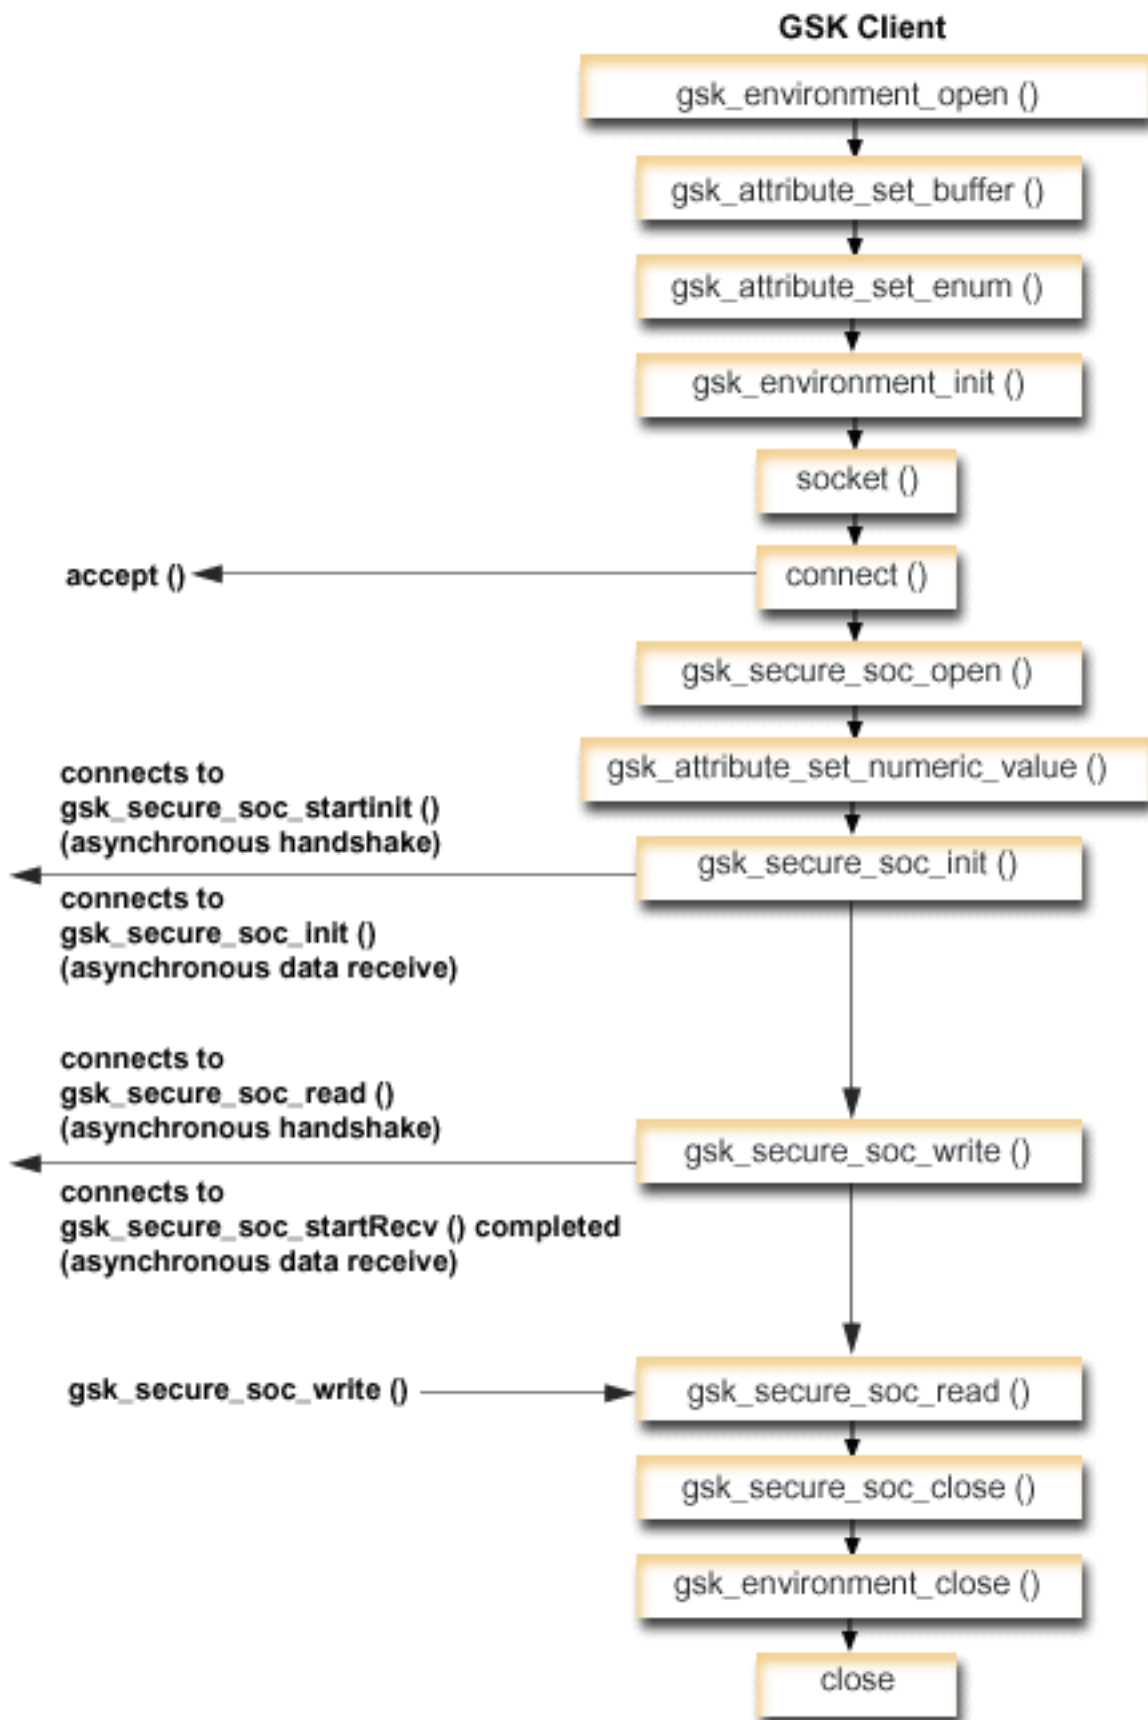 GSK Client
gsk_environment_open ()
gsk_attribute_set_buffer ()
gsk_attribute_set_enum ()
gsk_environment_init ()
socket ()
accept ()
connect ()
gsk_secure_soc_open ()
gsk_attribute_set_numeric_value ()
connects to
gsk_secure_soc_startinit ()
(asynchronous handshake)
gsk_secure_soc_init ()
connects to
gsk_secure_soc_init ()
(asynchronous data receive)
connects to
gsk_secure_soc_read ()
(asynchronous handshake)
gsk_secure_soc_write ()
connects to
gsk_secure_soc_startRecv () completed
(asynchronous data receive)
gsk_secure_soc_write ()
gsk_secure_soc_read ()
gsk_secure_soc_close ()
gsk_environment_close ()
close